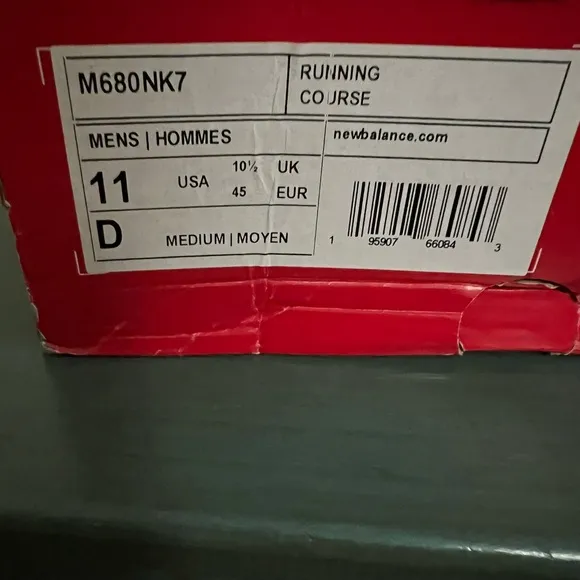 M680NK7
RUNNING
COURSE
MENS | HOMMES
newbalance.com
11 USA 10½ UK
45 EUR
D MEDIUM | MOYEN
1 95907 66084 3